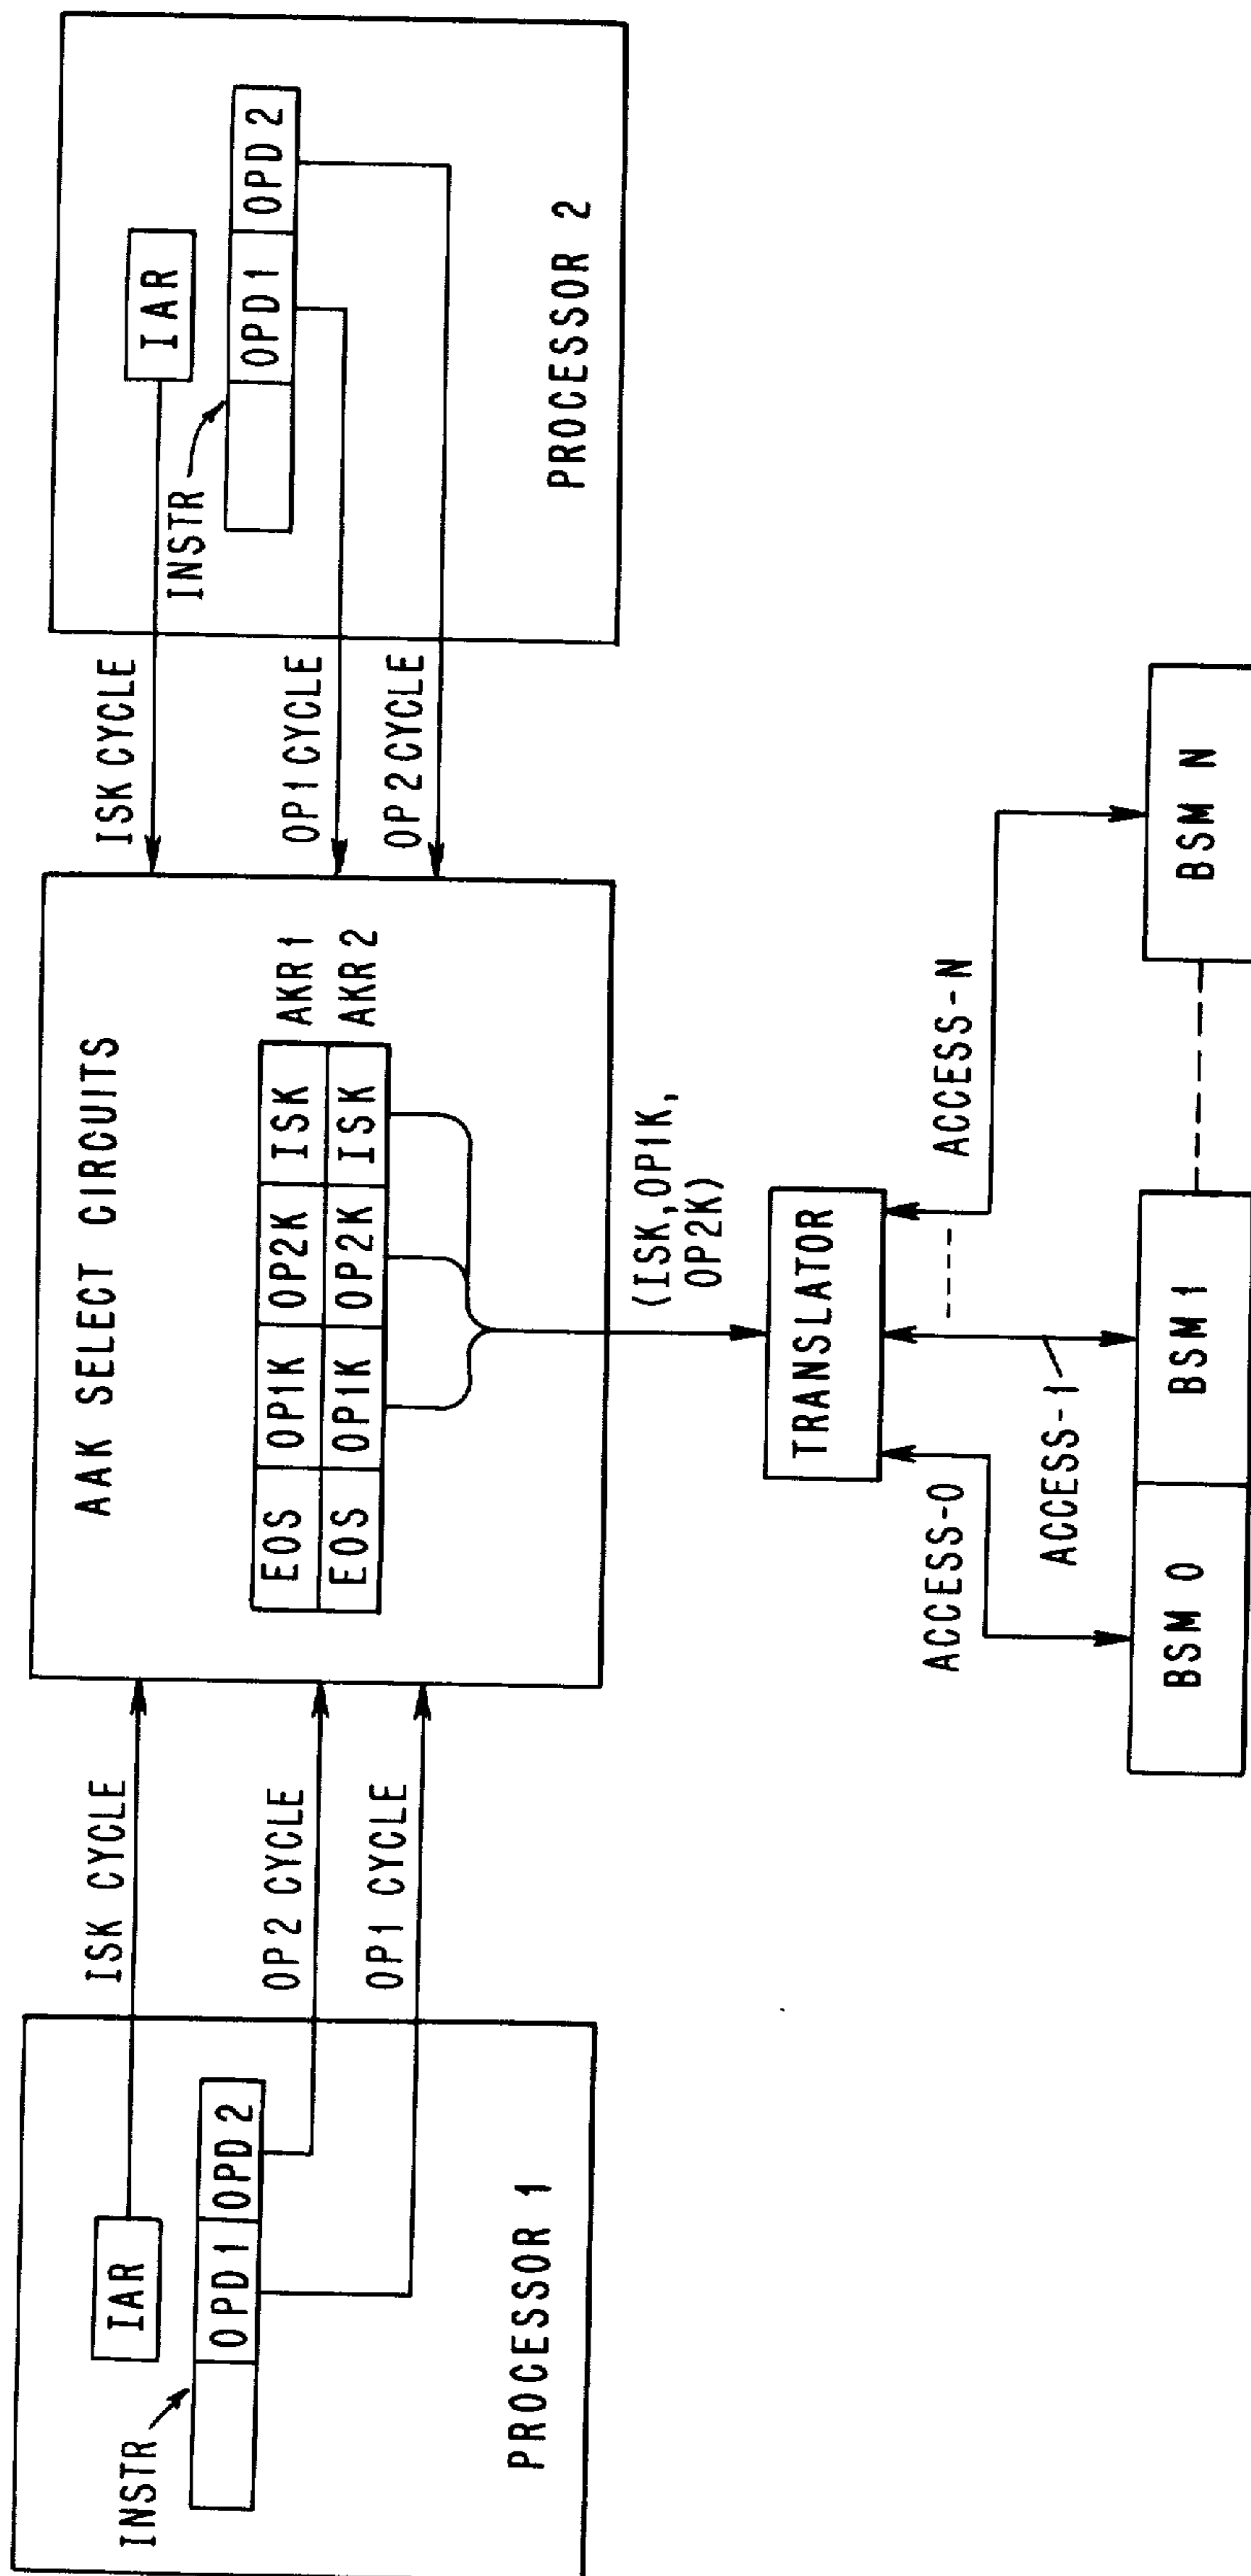 INSTR
IAR
OPD1 OPD2
PROCESSOR 1
ISK CYCLE
OP2 CYCLE
OP1 CYCLE
AAK SELECT CIRCUITS
EOS OP1K OP2K ISK AKR1
EOS OP1K OP2K ISK AKR2
(ISK,OP1K,
OP2K)
ISK CYCLE
OP1 CYCLE
OP2 CYCLE
INSTR
IAR
OPD1 OPD2
PROCESSOR 2
TRANSLATOR
ACCESS-0
ACCESS-1
ACCESS-N
BSM 0
BSM 1
BSM N